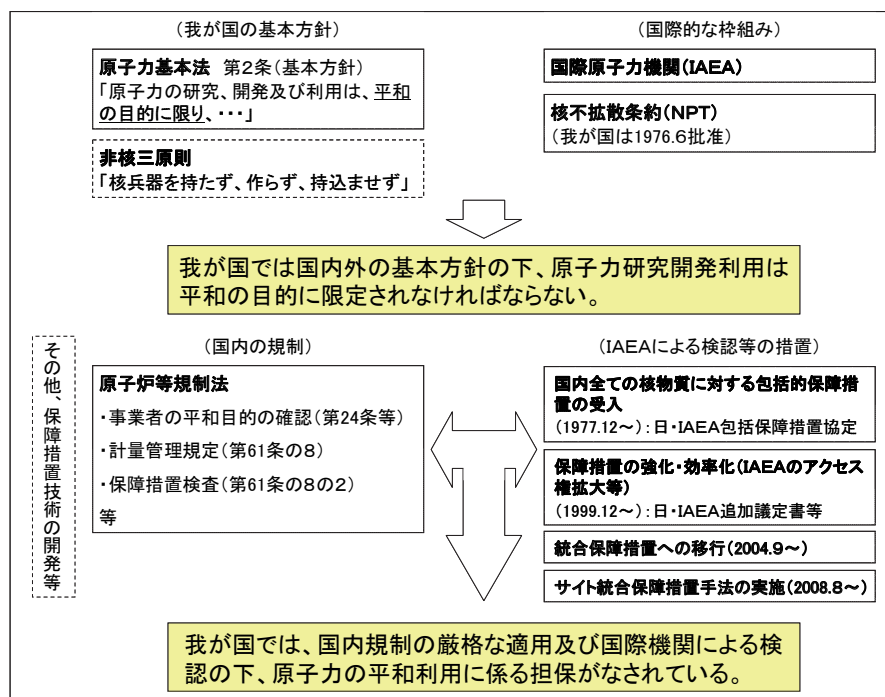 (我が国の基本方針)
原子力基本法 第2条(基本方針)
「原子力の研究、開発及び利用は、平和
の目的に限り、・・・」
非核三原則
「核兵器を持たず、作らず、持込ませず」
(国際的な枠組み)
国際原子力機関(IAEA)
核不拡散条約(NPT)
(我が国は1976.6批准)
我が国では国内外の基本方針の下、原子力研究開発利用は
平和の目的に限定されなければならない。
その他、保障措置技術の開発等
(国内の規制)
原子炉等規制法
・事業者の平和目的の確認(第24条等)
・計量管理規定(第61条の8)
・保障措置検査(第61条の8の2)
等
(IAEAによる検認等の措置)
国内全ての核物質に対する包括的保障措
置の受入
(1977.12~):日・IAEA包括保障措置協定
保障措置の強化・効率化(IAEAのアクセス
権拡大等)
(1999.12~):日・IAEA追加議定書等
統合保障措置への移行(2004.9~)
サイト統合保障措置手法の実施(2008.8~)
我が国では、国内規制の厳格な適用及び国際機関による検
認の下、原子力の平和利用に係る担保がなされている。